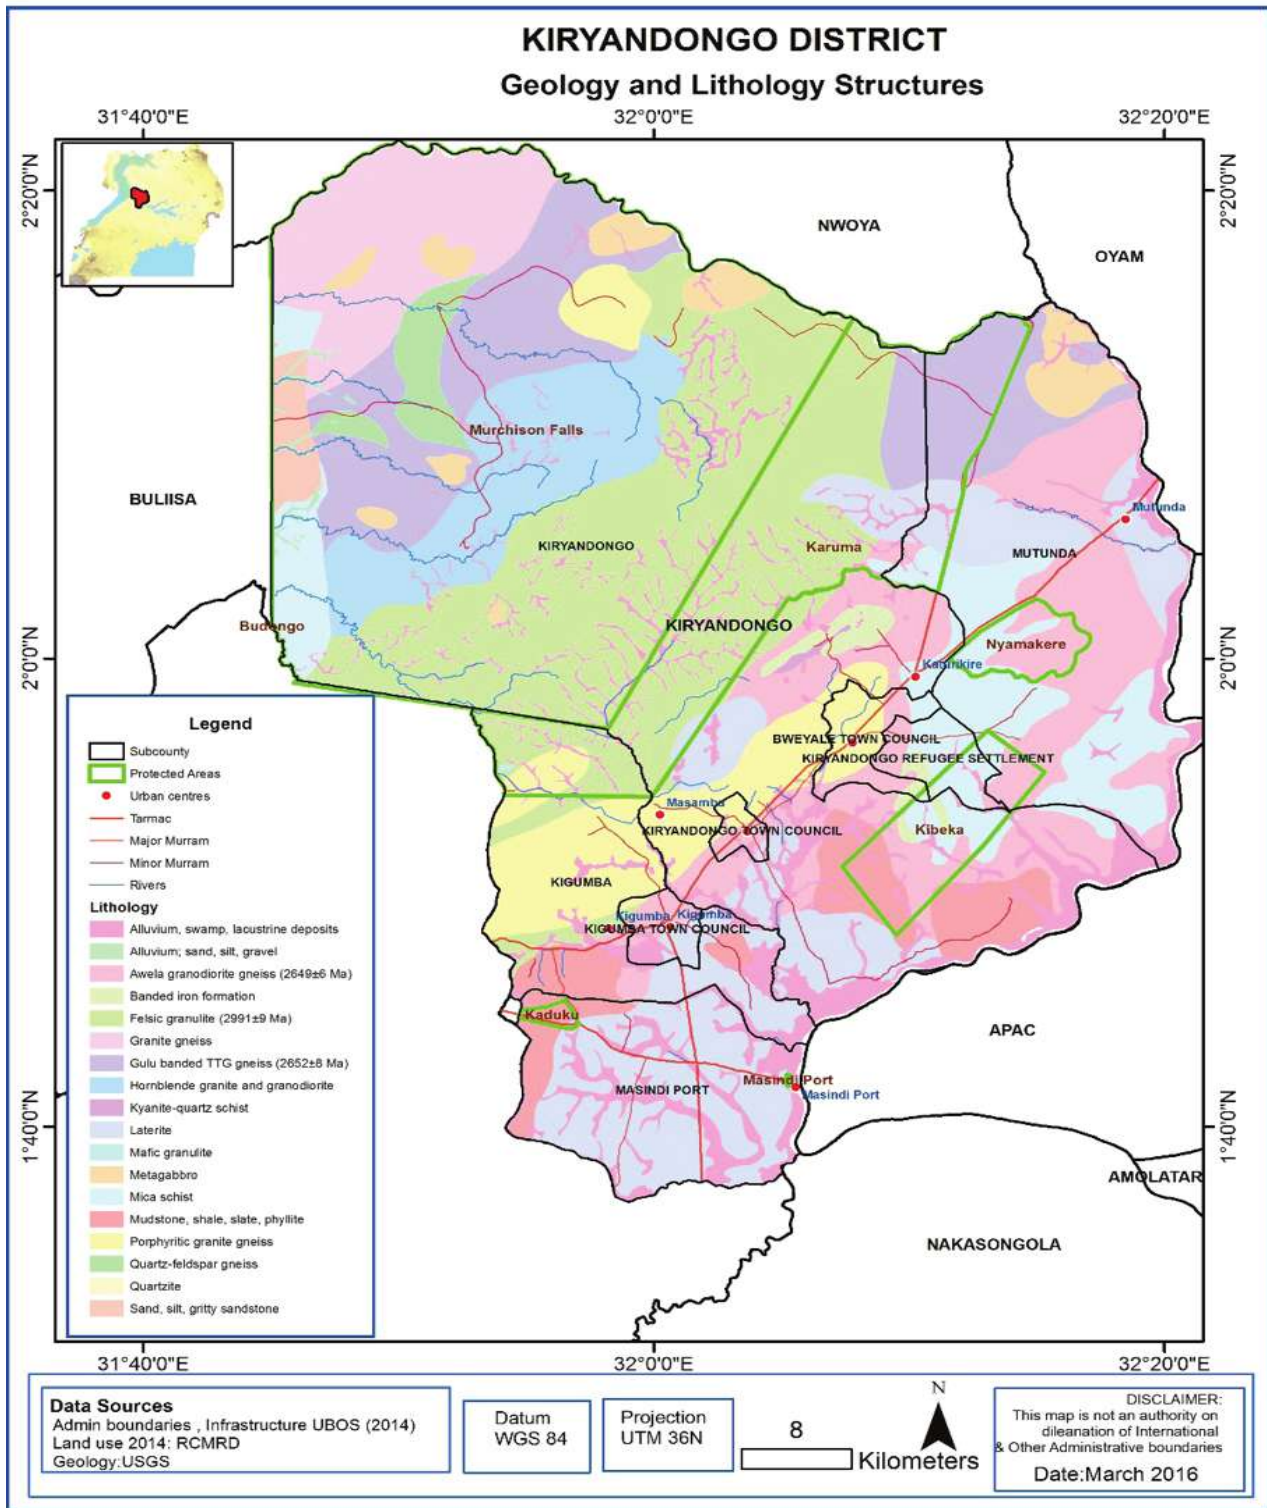 KIRYANDONGO DISTRICT
Geology and Lithology Structures
31°40'0"E
32°0'0"E
32°20'0"E
2°20'0"N
2°20'0"N
NWOYA
OYAM
Murchison Falls
BULIISA
Mutunda
KIRYANDONGO
Karuma
MUTUNDA
Budongo
KIRYANDONGO
Nyamakere
2°0'0"N
2°0'0"N
BWEYALE TOWN COUNCIL
KIRYANDONGO REFUGEE SETTLEMENT
Masambu
KIRYANDONGO TOWN COUNCIL
Kibeka
KIGUMBA
Kigumba
Kigumba
KIGUMBA TOWN COUNCIL
Kaduku
APAC
MASINDI PORT
Masindi Port
Masindi Port
1°40'0"N
1°40'0"N
AMOLATAR
NAKASONGOLA
Legend
Subcounty
Protected Areas
Urban centres
Tarmac
Major Murram
Minor Murram
Rivers
Lithology
Alluvium, swamp, lacustrine deposits
Alluvium; sand, silt, gravel
Awela granodiorite gneiss (2649±6 Ma)
Banded iron formation
Felsic granulite (2991±9 Ma)
Granite gneiss
Gulu banded TTG gneiss (2652±8 Ma)
Hornblende granite and granodiorite
Kyanite-quartz schist
Laterite
Mafic granulite
Metagabbro
Mica schist
Mudstone, shale, slate, phyllite
Porphyritic granite gneiss
Quartz-feldspar gneiss
Quartzite
Sand, silt, gritty sandstone
31°40'0"E
32°0'0"E
32°20'0"E
Data Sources
Admin boundaries , Infrastructure UBOS (2014)
Land use 2014: RCMRD
Geology:USGS
Datum
WGS 84
Projection
UTM 36N
8
Kilometers
N
DISCLAIMER:
This map is not an authority on
dileanation of International
& Other Administrative boundaries
Date:March 2016